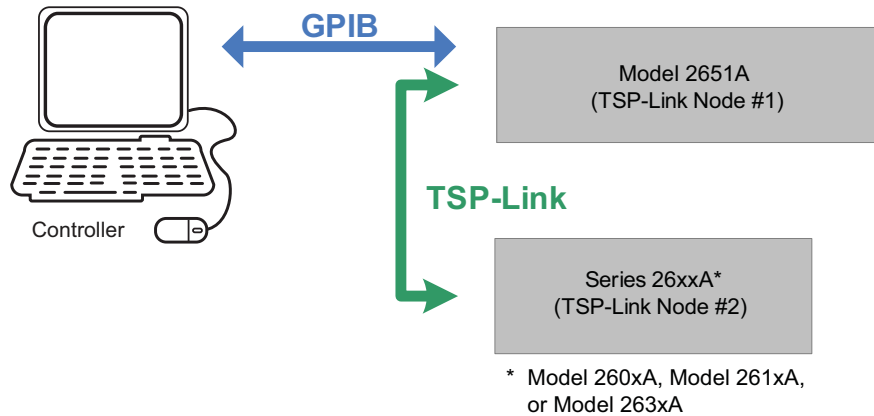 GPIB
Model 2651A
(TSP-Link Node #1)
TSP-Link
Controller
Series 26xxA*
(TSP-Link Node #2)
* Model 260xA, Model 261xA,
or Model 263xA